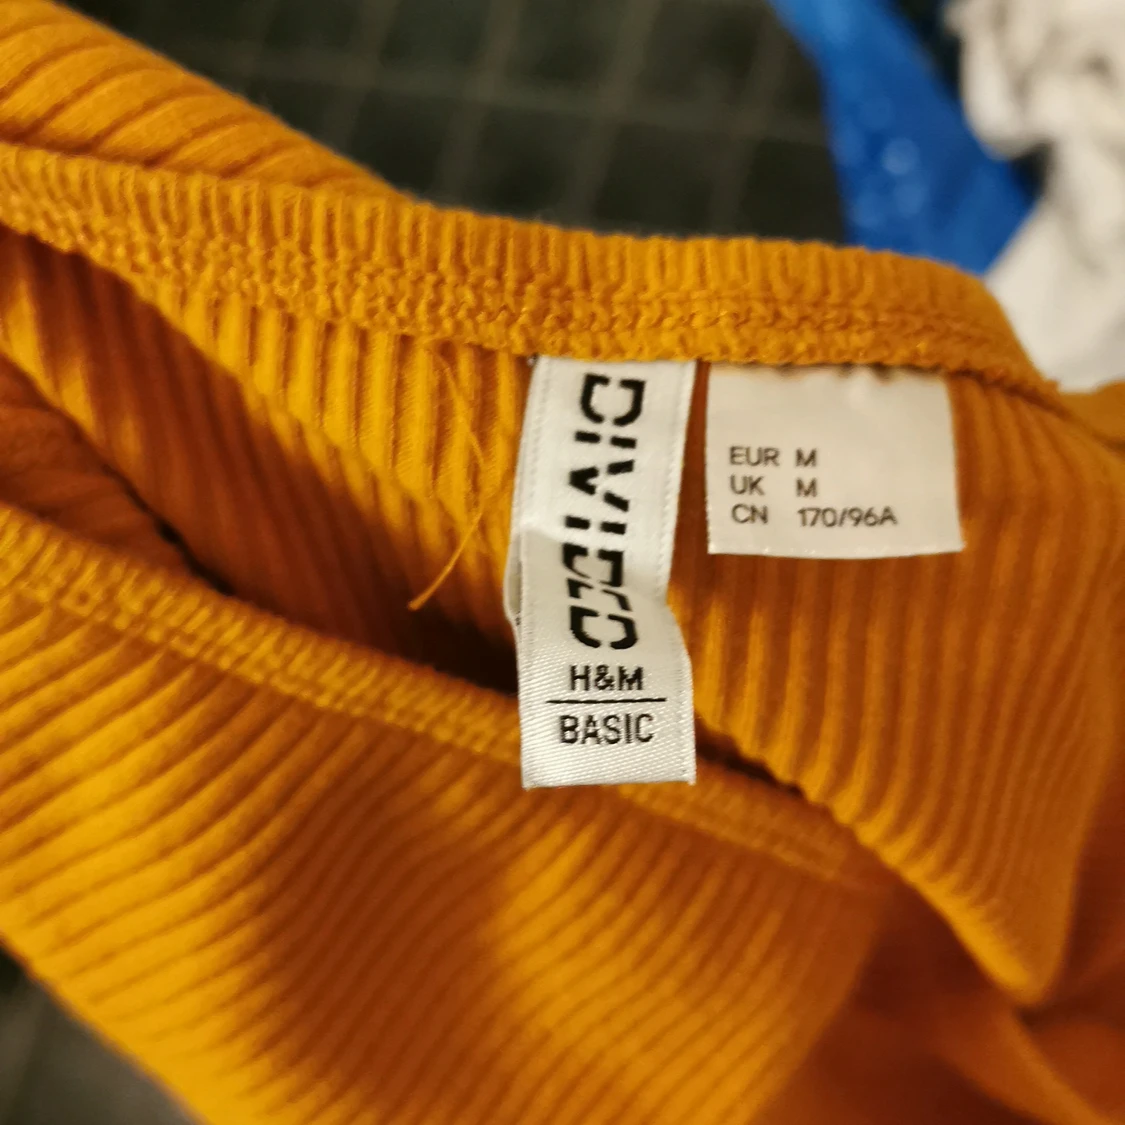 DIVIDED
H&M
BASIC
EUR M
UK M
CN 170/96A